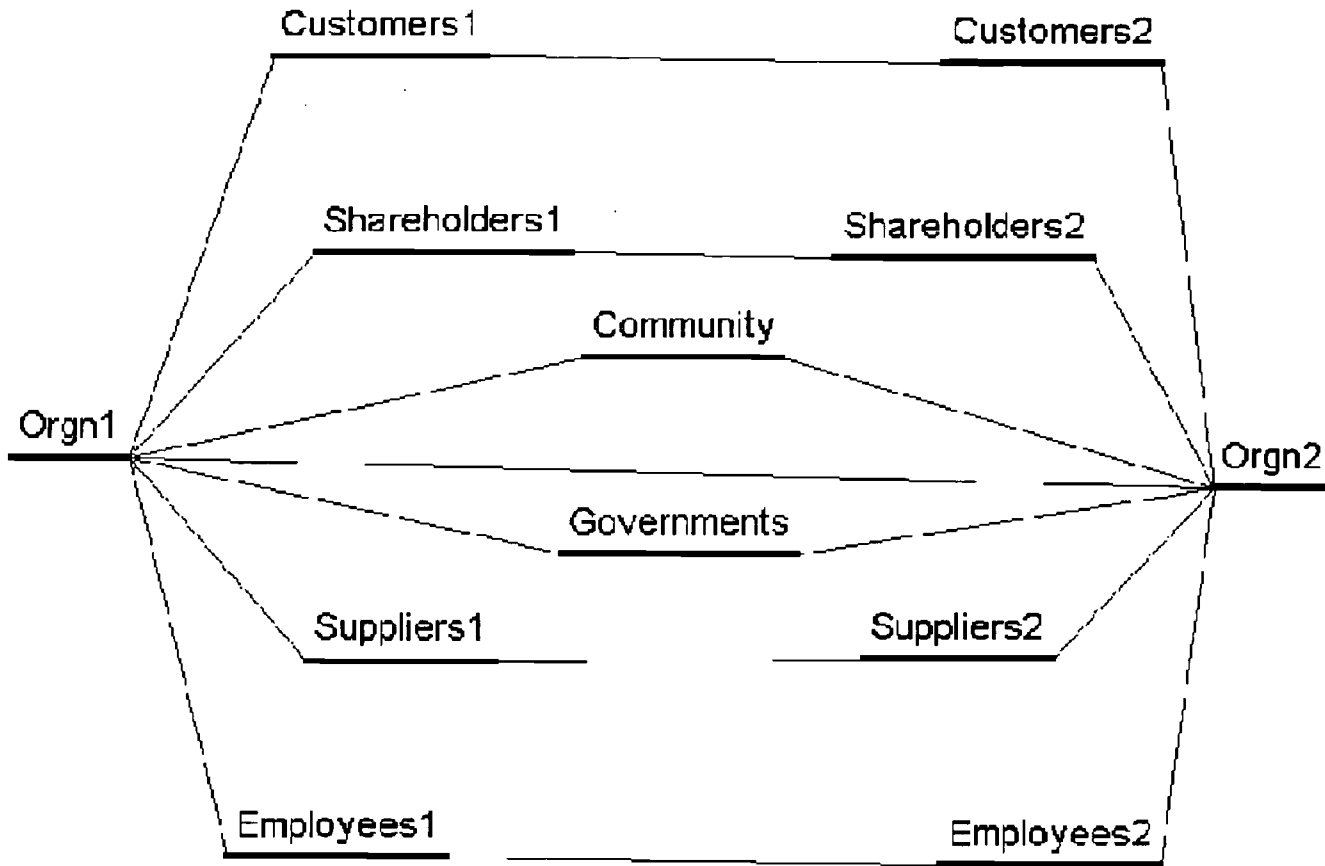 Customers1
Customers2
Shareholders1
Shareholders2
Community
Orgn1
Orgn2
Governments
Suppliers1
Suppliers2
Employees1
Employees2